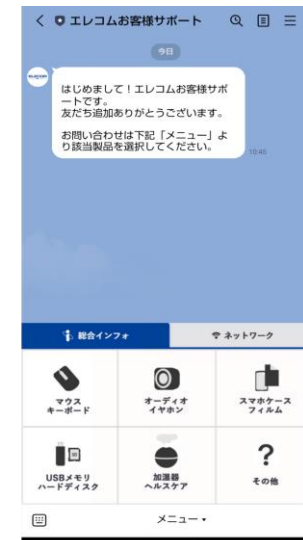 エレコムお客様サポート
今日
はじめまして！エレコムお客様サポ
ートです。
友だち追加ありがとうございます。
お問い合わせは下記「メニュー」よ
り該当製品を選択してください。
10:45
総合インフォ
ネットワーク
マウス
キーボード
オーディオ
イヤホン
スマホケース
フィルム
USBメモリ
ハードディスク
加湿器
ヘルスケア
?
その他
メニュー